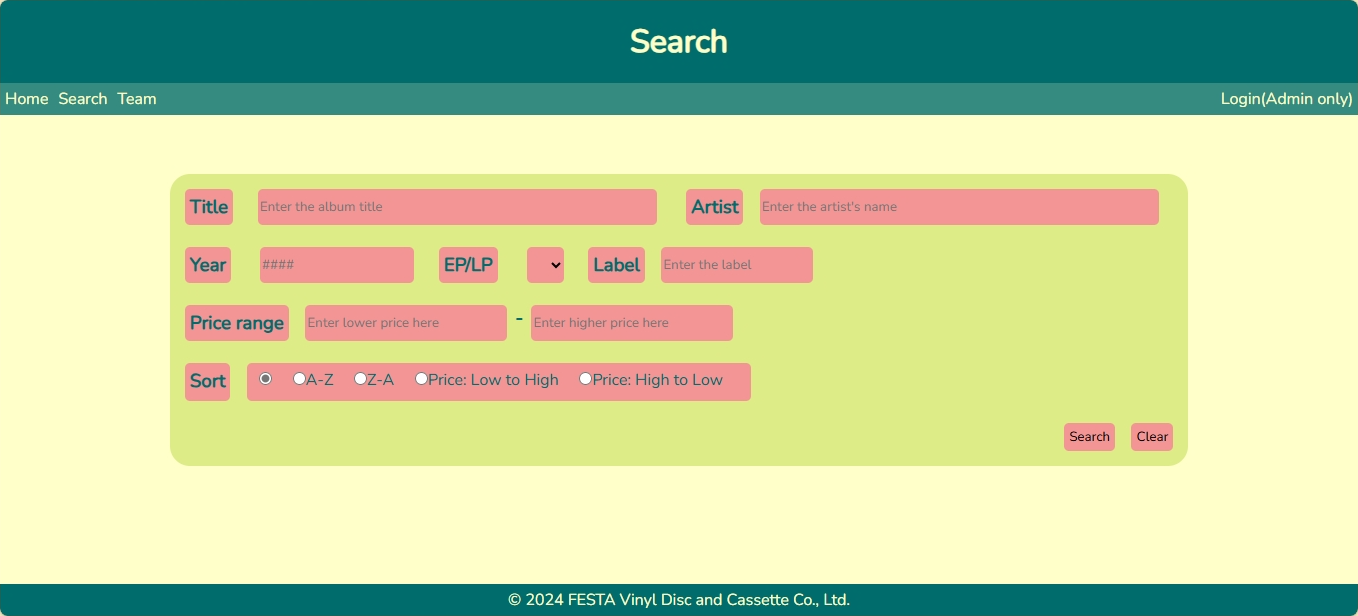 Search
Home Search Team Login(Admin only)
Title Enter the album title Artist Enter the artist's name
Year #### EP/LP Label Enter the label
Price range Enter lower price here - Enter higher price here
Sort A-Z Z-A Price: Low to High Price: High to Low
Search Clear
© 2024 FESTA Vinyl Disc and Cassette Co., Ltd.